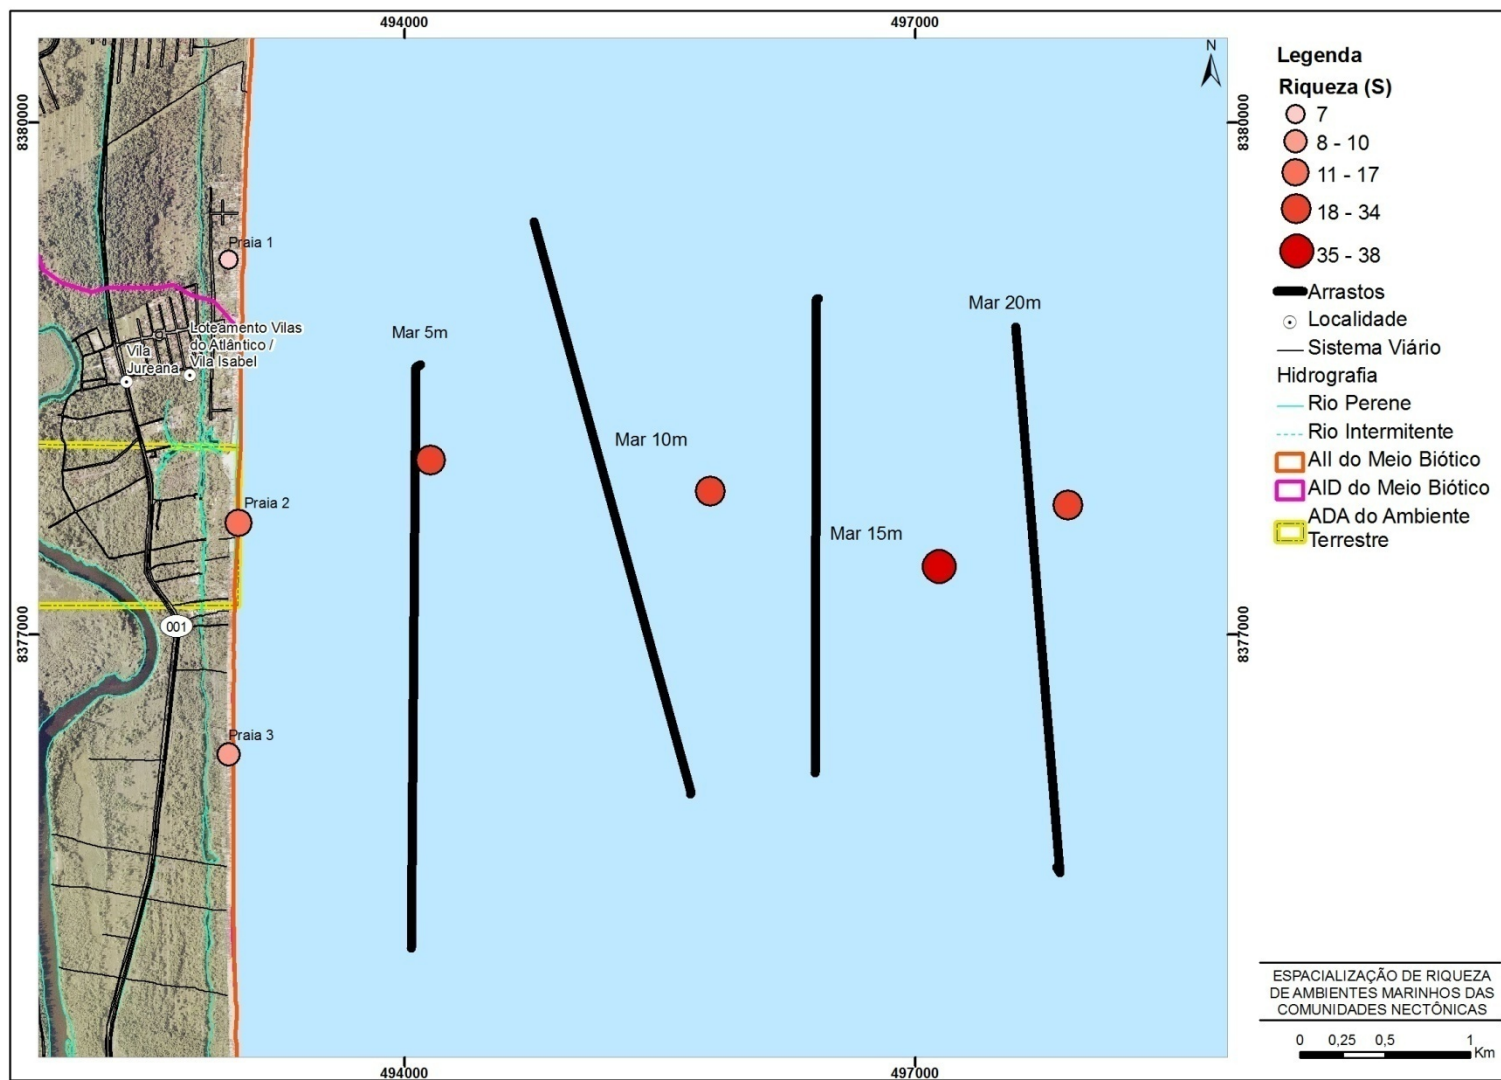 494000
497000
N
8380000
8380000
Praia 1
Loteamento Vilas
do Atlântico /
Vila Isabel
Vila
Jureana
Mar 5m
Mar 10m
Mar 15m
Mar 20m
Praia 2
001
8377000
8377000
Praia 3
494000
497000
Legenda
Riqueza (S)
7
8 - 10
11 - 17
18 - 34
35 - 38
Arrastos
Localidade
Sistema Viário
Hidrografia
Rio Perene
Rio Intermitente
AII do Meio Biótico
AID do Meio Biótico
ADA do Ambiente
Terrestre
ESPACIALIZAÇÃO DE RIQUEZA
DE AMBIENTES MARINHOS DAS
COMUNIDADES NECTÔNICAS
0 0,25 0,5 1
Km